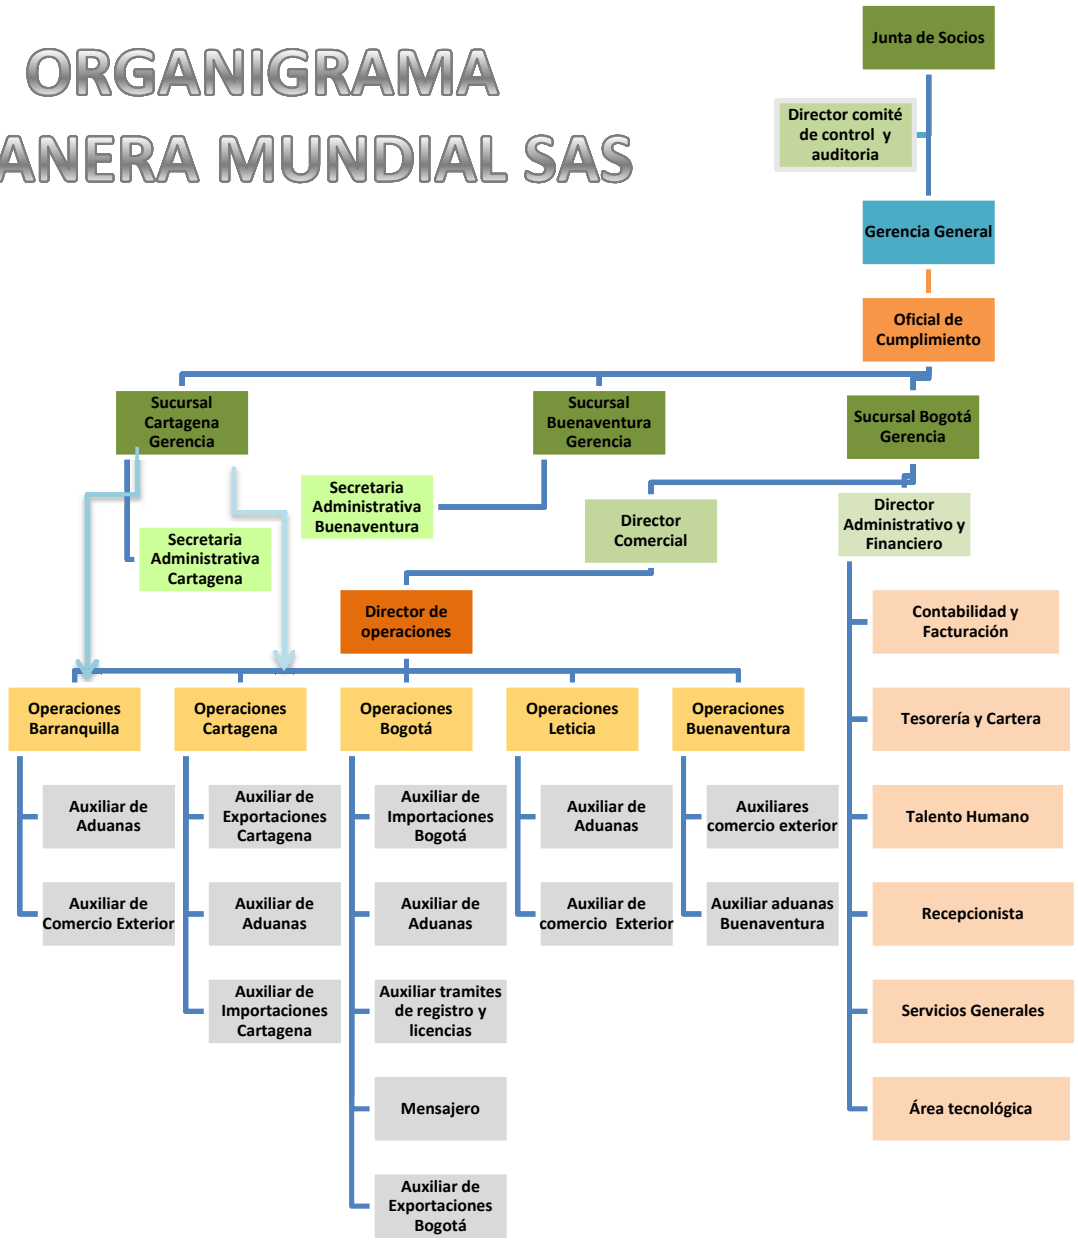 ORGANIGRAMA
ANERA MUNDIAL SAS
Junta de Socios
Director comité
de control y
auditoria
Gerencia General
Oficial de
Cumplimiento
Sucursal
Cartagena
Gerencia
Sucursal
Buenaventura
Gerencia
Sucursal Bogotá
Gerencia
Secretaria
Administrativa
Cartagena
Secretaria
Administrativa
Buenaventura
Director
Comercial
Director
Administrativo y
Financiero
Director de
operaciones
Operaciones
Barranquilla
Operaciones
Cartagena
Operaciones
Bogotá
Operaciones
Leticia
Operaciones
Buenaventura
Auxiliar de
Aduanas
Auxiliar de
Comercio Exterior
Auxiliar de
Exportaciones
Cartagena
Auxiliar de
Aduanas
Auxiliar de
Importaciones
Cartagena
Auxiliar de
Importaciones
Bogotá
Auxiliar de
Aduanas
Auxiliar tramites
de registro y
licencias
Mensajero
Auxiliar de
Exportaciones
Bogotá
Auxiliar de
Aduanas
Auxiliar de
comercio Exterior
Auxiliares
comercio exterior
Auxiliar aduanas
Buenaventura
Contabilidad y
Facturación
Tesorería y Cartera
Talento Humano
Recepcionista
Servicios Generales
Área tecnológica